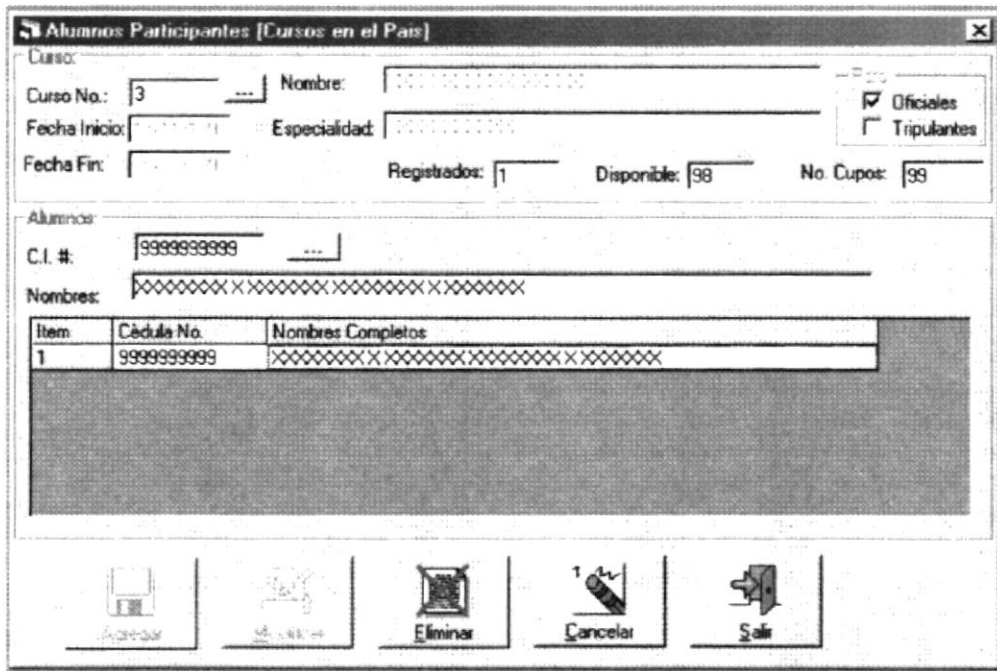 Alumnos Participantes [Cursos en el Pais]
Curso:
Curso No.: 3 ... Nombre:
Oficiales
Fecha Inicio: Especialidad:
Tripulantes
Fecha Fin: Registrados: 1 Disponible: 98 No. Cupos: 99
Alumnos
C.I. #: 9999999999 ...
Nombres: XXXXXXX X XXXXXXX XXXXXXX X XXXXXXX
Item Cèdula No. Nombres Completos
1 9999999999 XXXXXXX X XXXXXXX XXXXXXX X XXXXXXX
Agregar Eliminar Cancelar Salir